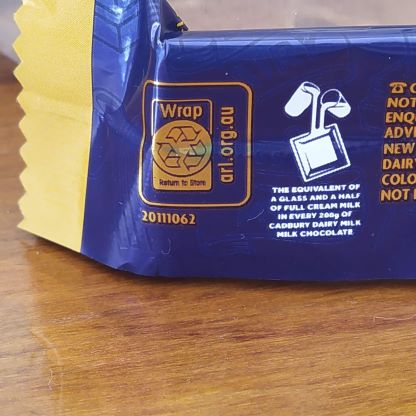 Wrap
Return to Store
arl.org.au
20111062
THE EQUIVALENT OF
A GLASS AND A HALF
OF FULL CREAM MILK
IN EVERY 200g OF
CADBURY DAIRY MILK
MILK CHOCOLATE
NOT
ENQ
ADVI
NEW
DAIR
COLO
NOT